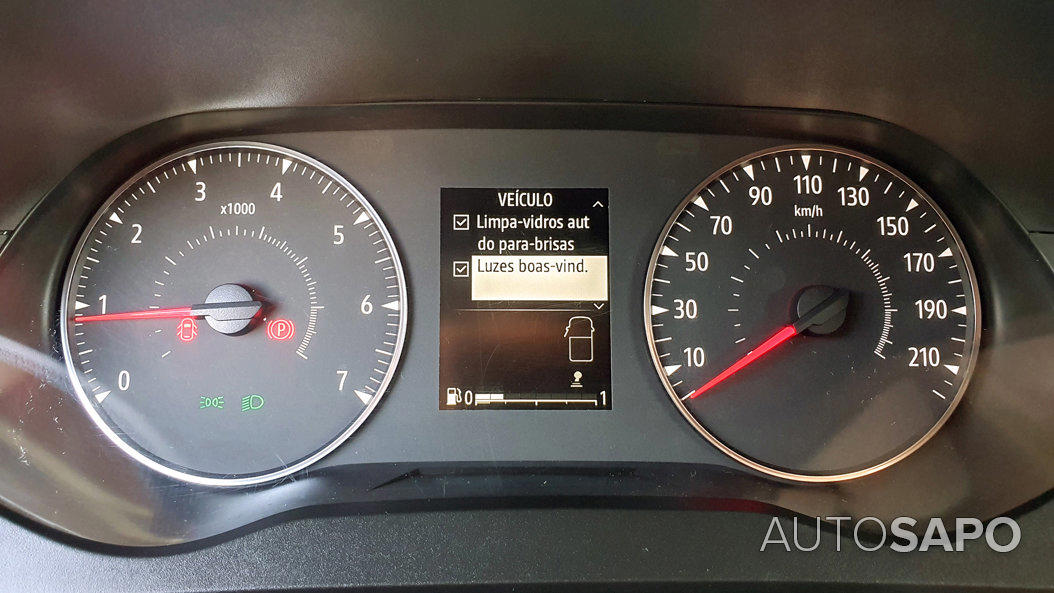 0
1
2
3
4
5
6
7
x1000
P
VEÍCULO
Limpa-vidros aut
do para-brisas
Luzes boas-vind.
0 1
10
30
50
70
90
110
130
150
170
190
210
km/h
AUTOSAPO